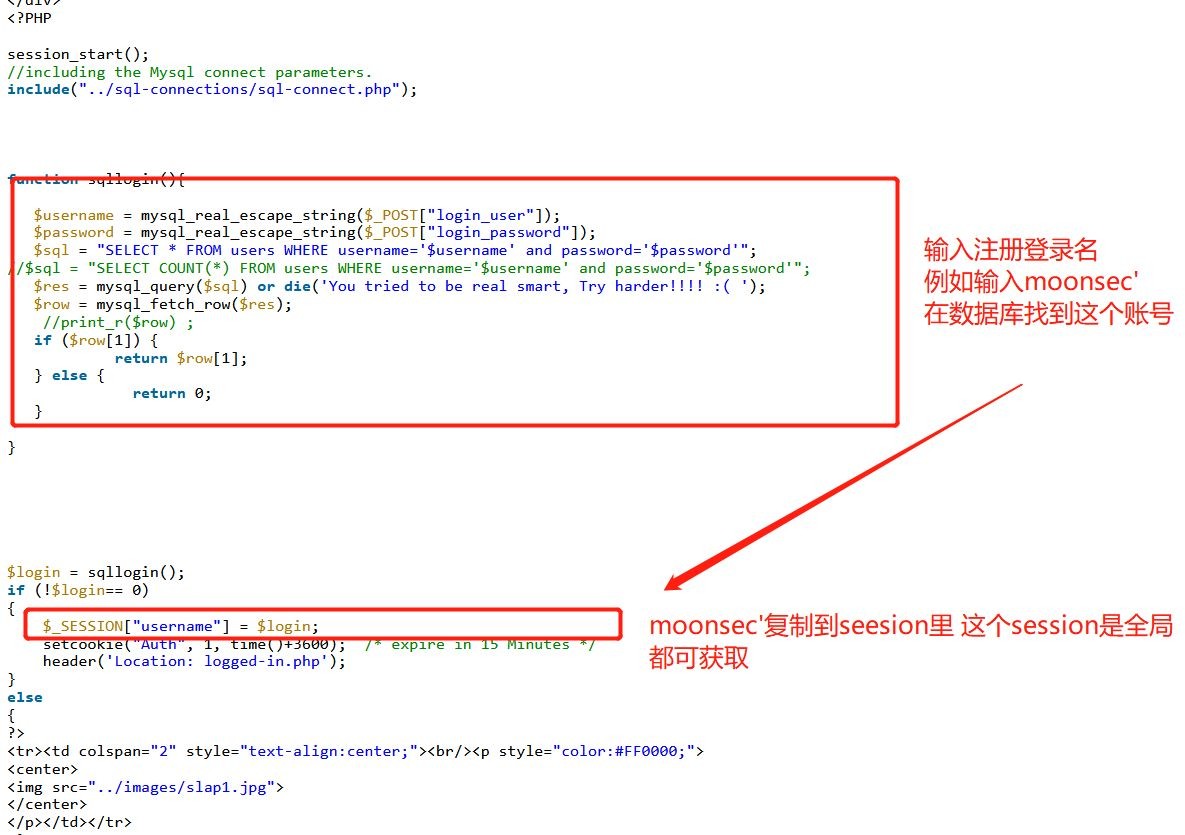 </div>
<?PHP
session_start();
//including the Mysql connect parameters.
include("../sql-connections/sql-connect.php");
function sqllogin(){
$username = mysql_real_escape_string($_POST["login_user"]);
$password = mysql_real_escape_string($_POST["login_password"]);
$sql = "SELECT * FROM users WHERE username='$username' and password='$password'";
//$sql = "SELECT COUNT(*) FROM users WHERE username='$username' and password='$password'";
$res = mysql_query($sql) or die('You tried to be real smart, Try harder!!!! :( ');
$row = mysql_fetch_row($res);
//print_r($row) ;
if ($row[1]) {
return $row[1];
} else {
return 0;
}
}
输入注册登录名
例如输入moonsec'
在数据库找到这个账号
$login = sqllogin();
if (!$login== 0)
{
$_SESSION["username"] = $login;
setcookie("Auth", 1, time()+3600);  /* expire in 15 Minutes */
header('Location: logged-in.php');
}
moonsec'复制到seesion里 这个session是全局
都可获取
else
{
?>
<tr><td colspan="2" style="text-align:center;"><br/><p style="color:#FF0000;">
<center>
<img src="../images/slap1.jpg">
</center>
</p></td></tr>